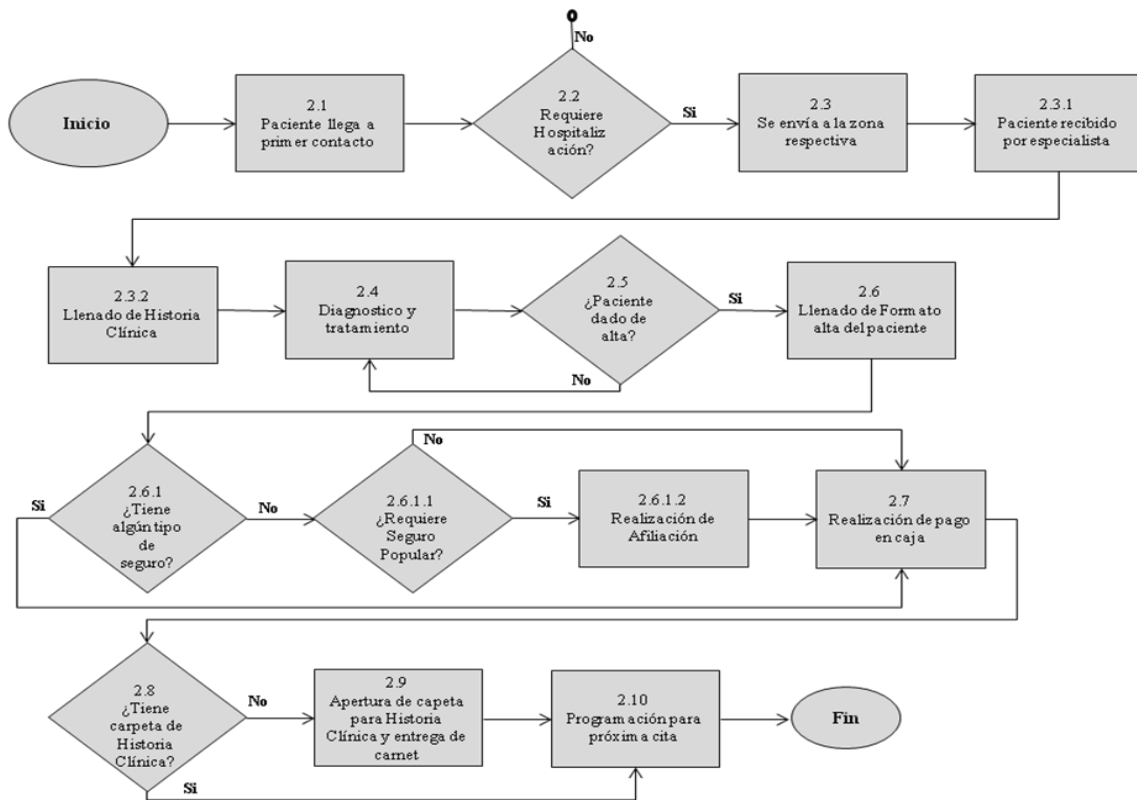 No
Inicio
2.1
Paciente llega a
primer contacto
2.2
Requiere
Hospitaliz
ación?
Si
2.3
Se envía a la zona
respectiva
2.3.1
Paciente recibido
por especialista
2.3.2
Llenado de Historia
Clínica
2.4
Diagnostico y
tratamiento
2.5
¿Paciente
dado de
alta?
Si
No
2.6
Llenado de Formato
alta del paciente
Si
2.6.1
¿Tiene
algún tipo
de
seguro?
No
2.6.1.1
¿Requiere
Seguro
Popular?
No
Si
2.6.1.2
Realización de
Afiliación
2.7
Realización de pago
en caja
2.8
¿Tiene
carpeta de
Historia
Clínica?
No
Si
2.9
Apertura de capeta
para Historia
Clínica y entrega de
carnet
2.10
Programación para
próxima cita
Fin